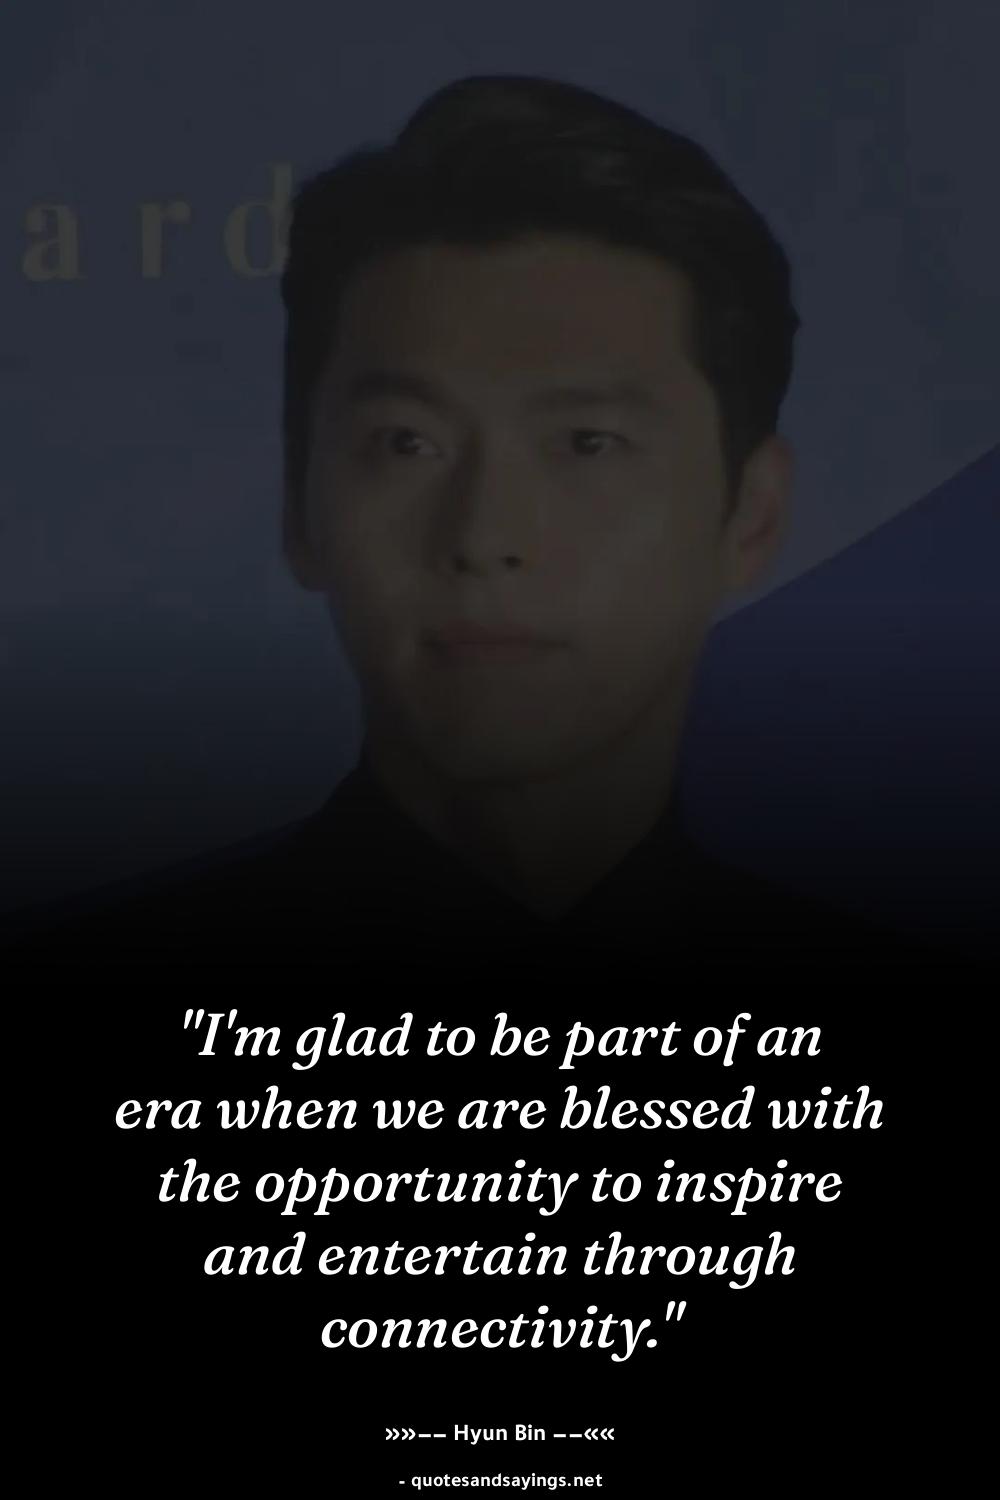 ard
"I'm glad to be part of an
era when we are blessed with
the opportunity to inspire
and entertain through
connectivity."
»»–– Hyun Bin ––««
- quotesandsayings.net